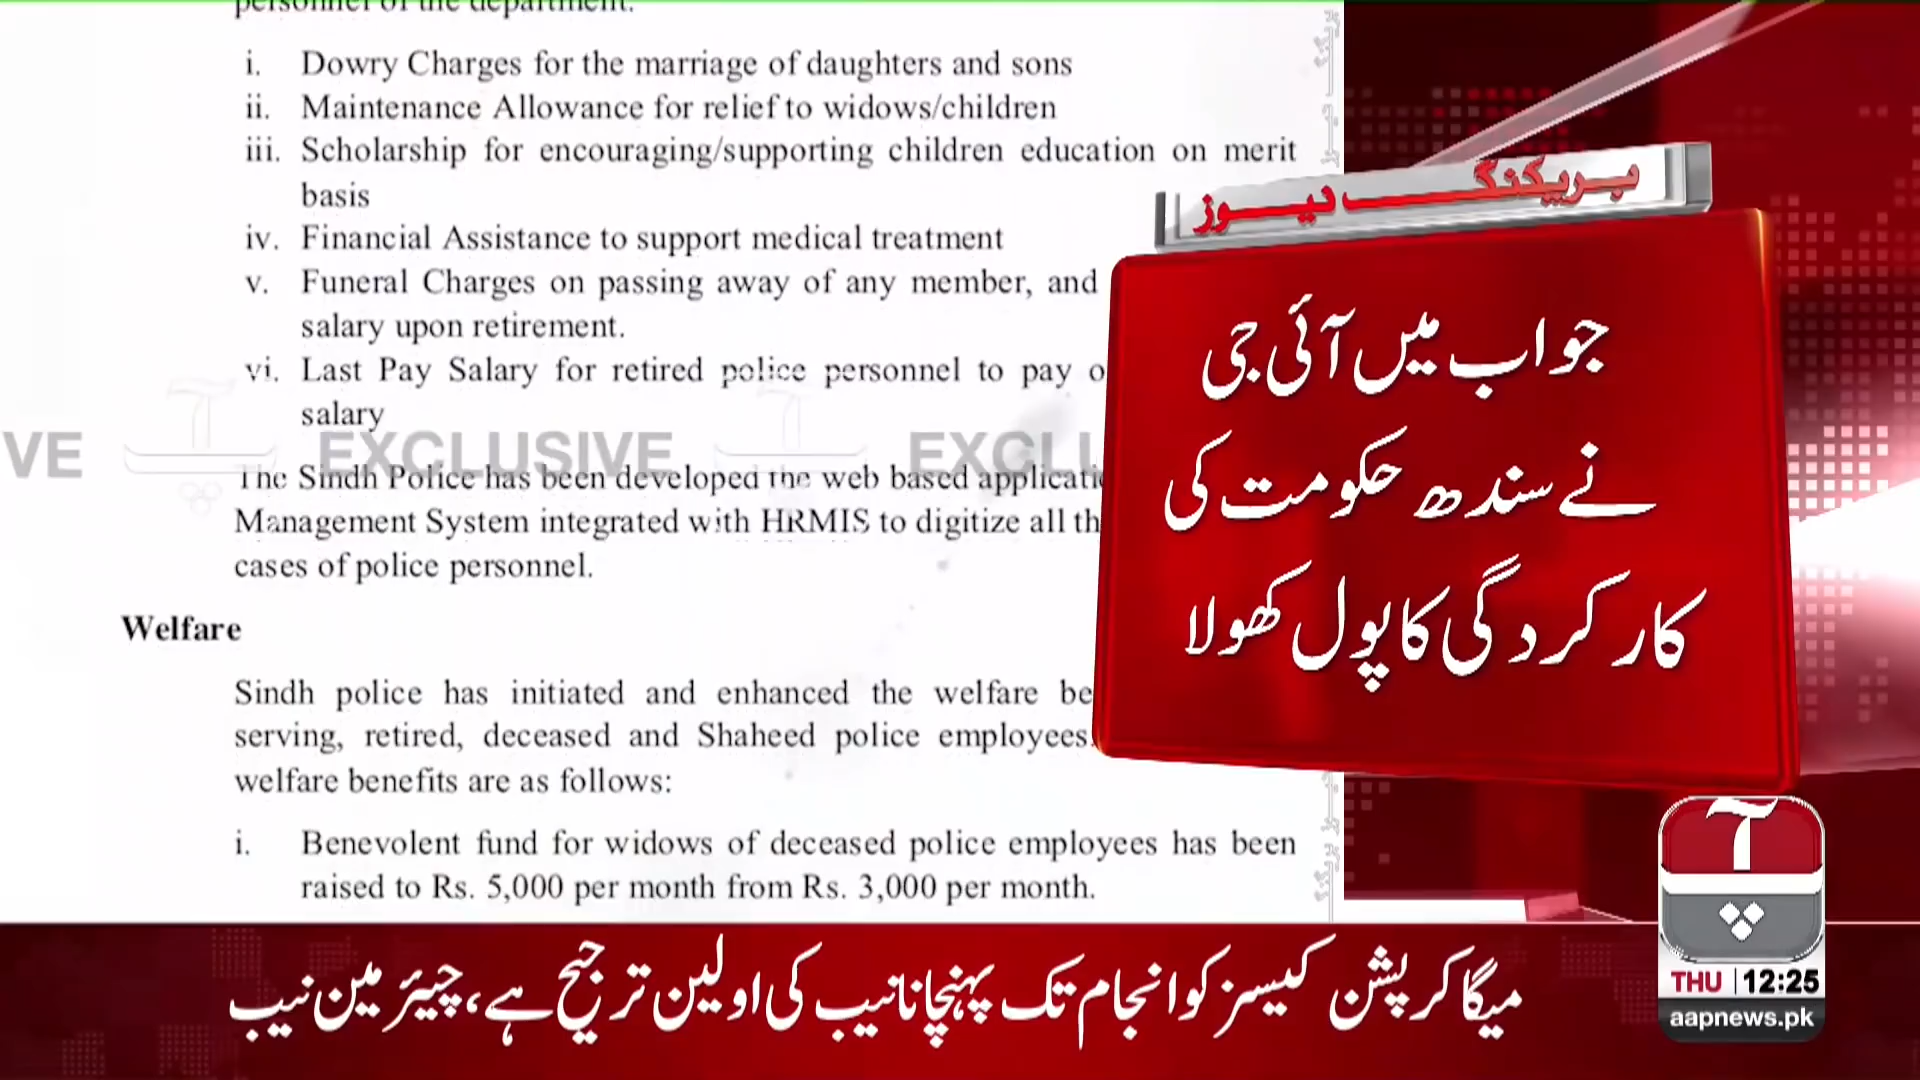 personnel of the department.
i. Dowry Charges for the marriage of daughters and sons
ii. Maintenance Allowance for relief to widows/children
iii. Scholarship for encouraging/supporting children education on merit
basis
iv. Financial Assistance to support medical treatment
v. Funeral Charges on passing away of any member, and
salary upon retirement.
vi. Last Pay Salary for retired police personnel to pay
salary
VE EXCLUSIVE EXCLU
The Sindh Police has been developed the web based
Management System integrated with HRMIS to digitize all
cases of police personnel.
Welfare
Sindh police has initiated and enhanced the welfare
serving, retired, deceased and Shaheed police employees.
welfare benefits are as follows:
i. Benevolent fund for widows of deceased police employees has been
raised to Rs. 5,000 per month from Rs. 3,000 per month.
بریکنگ نیوز
جواب میں آئی جی
نے سندھ حکومت کی
کارکردگی کا پول کھولا
آپ
THU 12:25
aapnews.pk
میگا کرپشن کیسز کو انجام تک پہنچانا نیب کی اولین ترجیح ہے، چیئرمین نیب